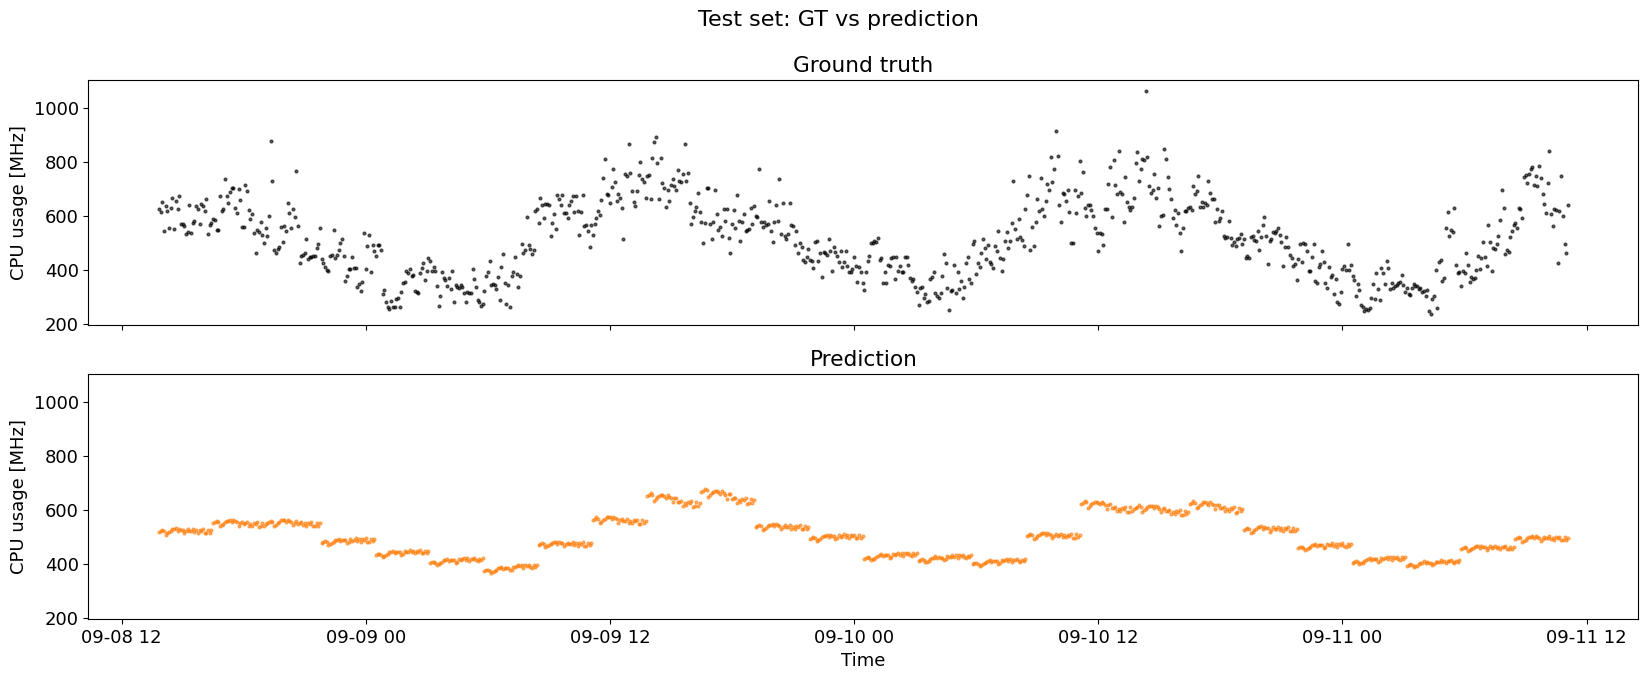 Test set: GT vs prediction
Ground truth
CPU usage [MHz]
1000
800
600
400
200
Prediction
CPU usage [MHz]
1000
800
600
400
200
09-08 12 09-09 00 09-09 12 09-10 00 09-10 12 09-11 00 09-11 12
Time